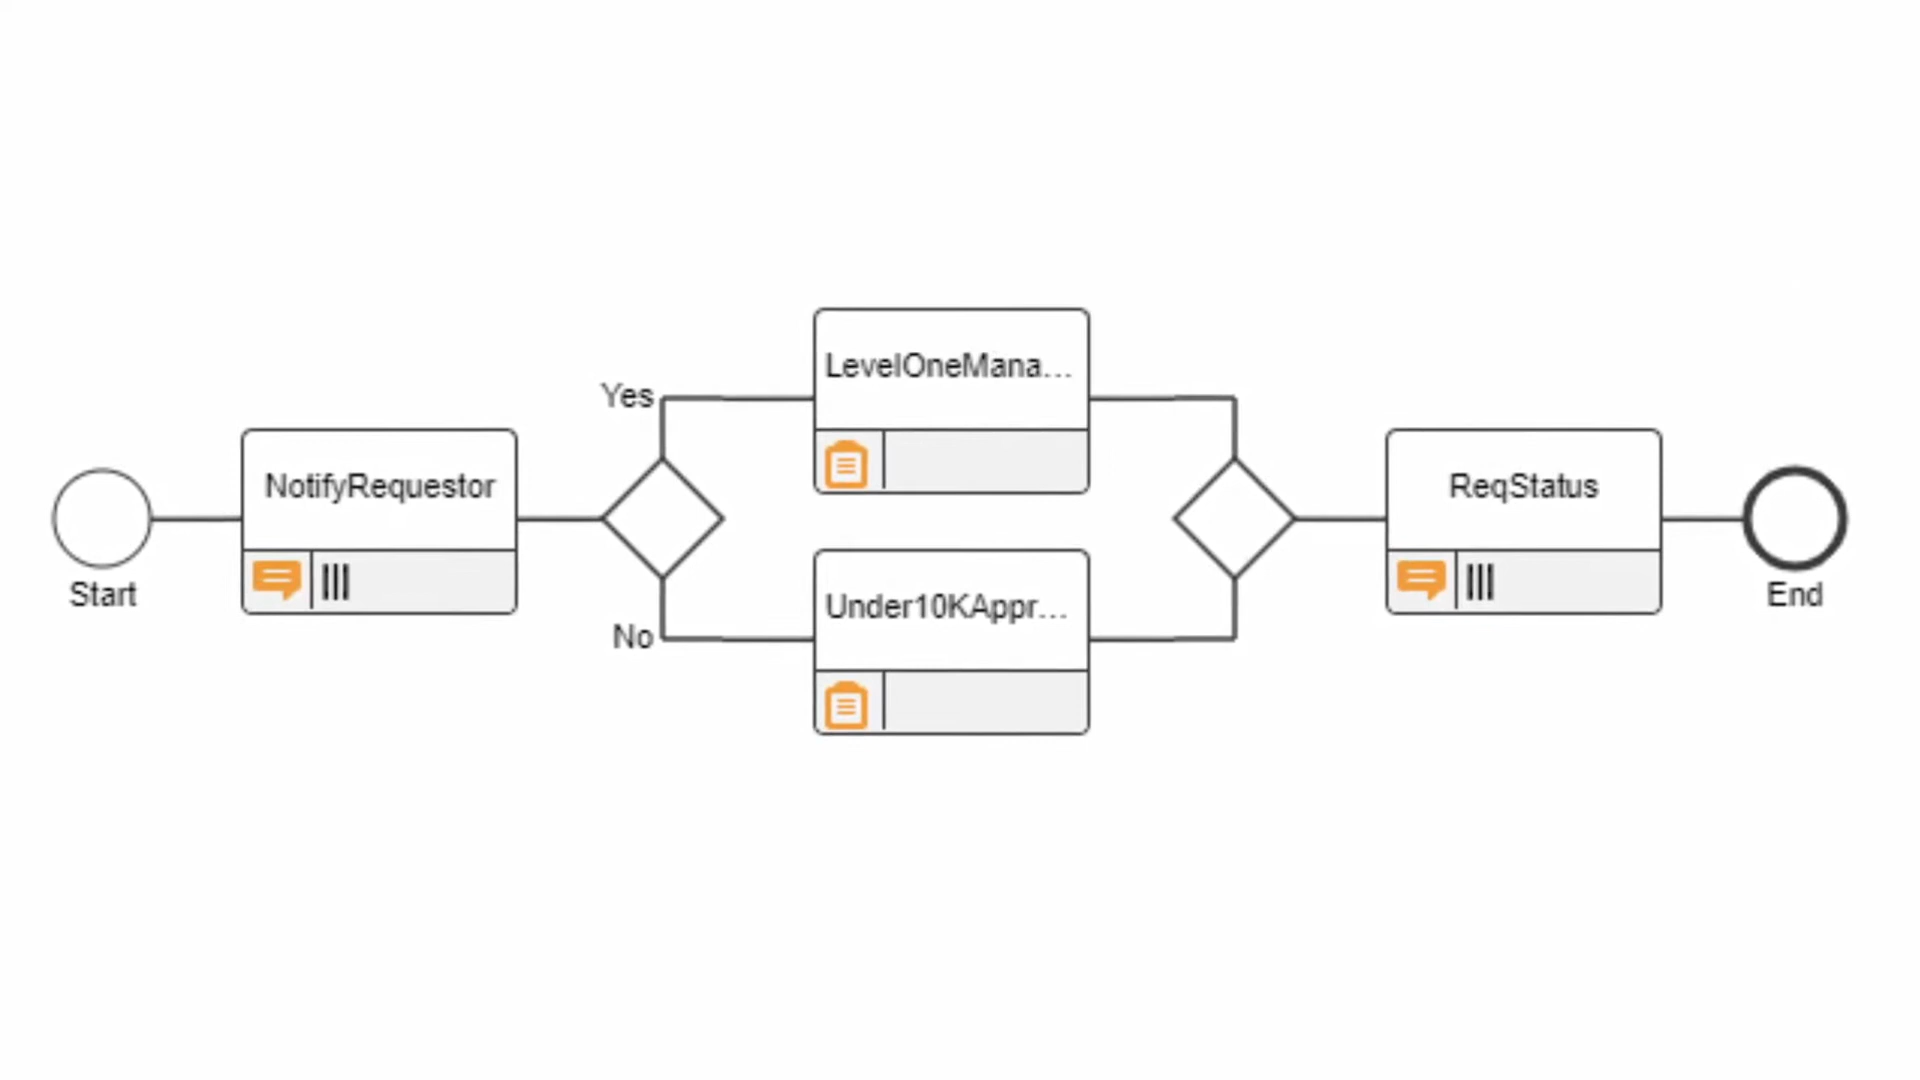 Start
NotifyRequestor
Yes
No
LevelOneMana...
Under10KAppr...
ReqStatus
End